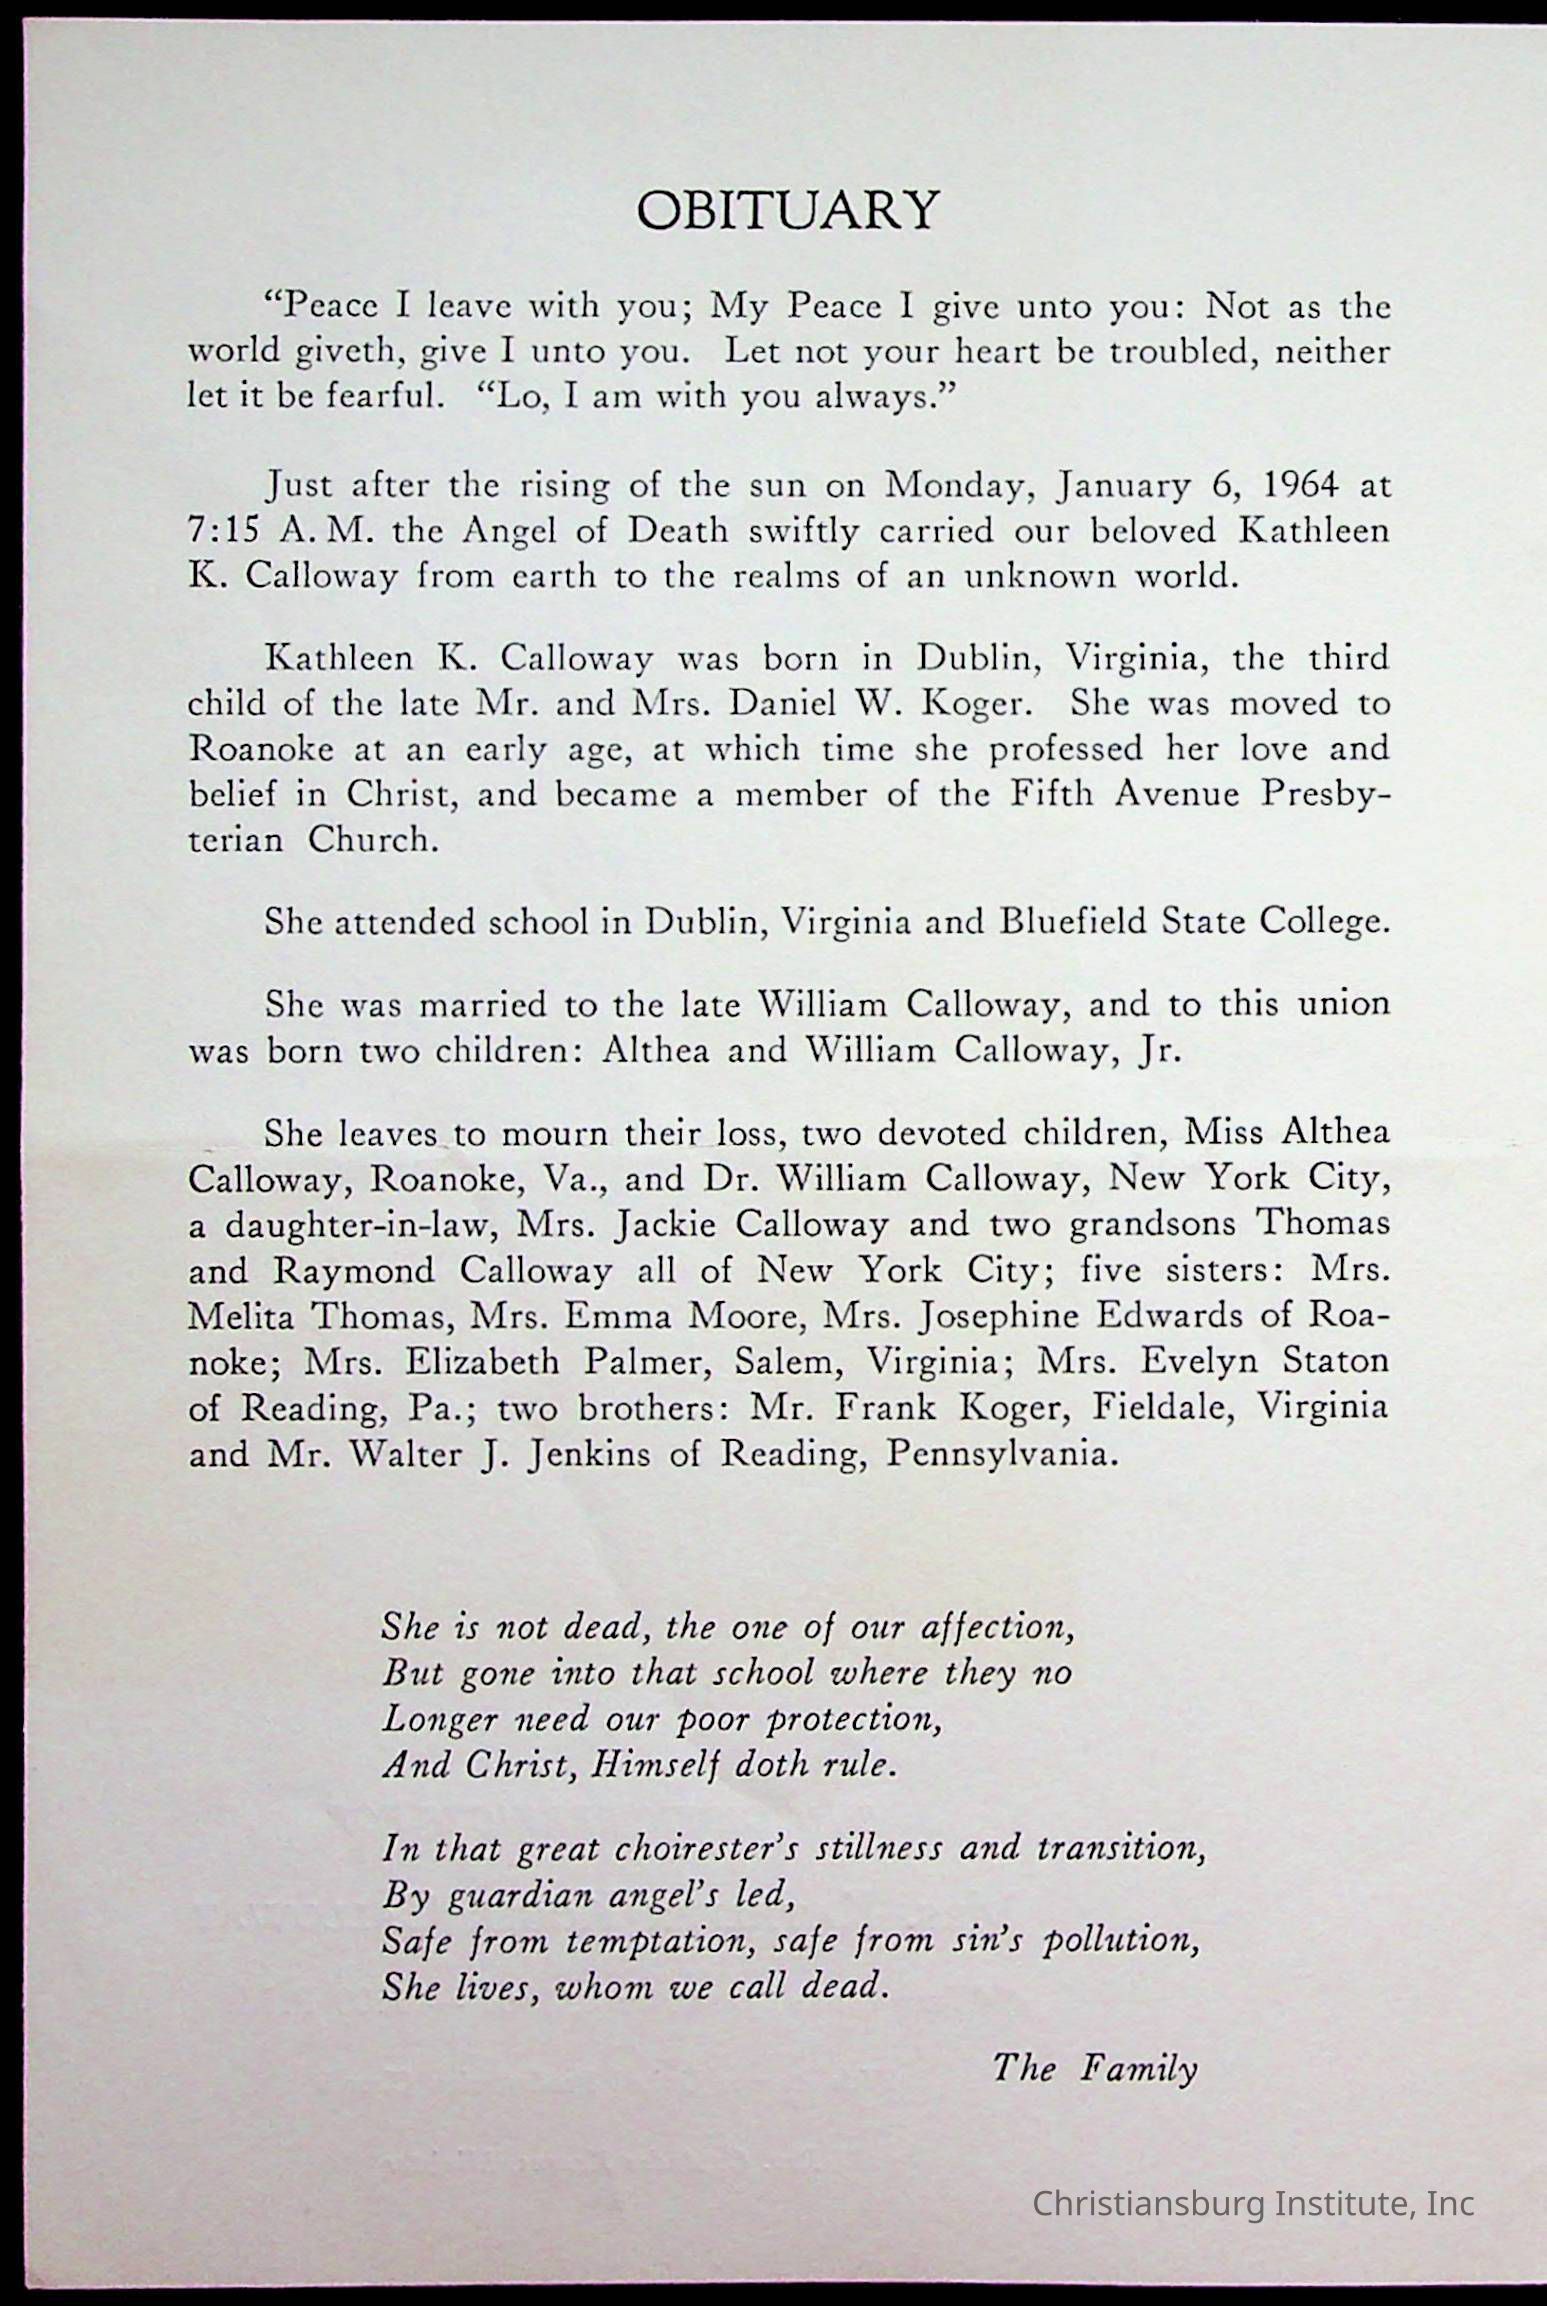 OBITUARY
“Peace I leave with you; My Peace I give unto you: Not as the
world giveth, give I unto you. Let not your heart be troubled, neither
let it be fearful. “Lo, I am with you always.”
Just after the rising of the sun on Monday, January 6, 1964 at
7:15 A. M. the Angel of Death swiftly carried our beloved Kathleen
K. Calloway from earth to the realms of an unknown world.
Kathleen K. Calloway was born in Dublin, Virginia, the third
child of the late Mr. and Mrs. Daniel W. Koger. She was moved to
Roanoke at an early age, at which time she professed her love and
belief in Christ, and became a member of the Fifth Avenue Presby-
terian Church.
She attended school in Dublin, Virginia and Bluefield State College.
She was married to the late William Calloway, and to this union
was born two children: Althea and William Calloway, Jr.
She leaves to mourn their loss, two devoted children, Miss Althea
Calloway, Roanoke, Va., and Dr. William Calloway, New York City,
a daughter-in-law, Mrs. Jackie Calloway and two grandsons Thomas
and Raymond Calloway all of New York City; five sisters: Mrs.
Melita Thomas, Mrs. Emma Moore, Mrs. Josephine Edwards of Roa-
noke; Mrs. Elizabeth Palmer, Salem, Virginia; Mrs. Evelyn Staton
of Reading, Pa.; two brothers: Mr. Frank Koger, Fieldale, Virginia
and Mr. Walter J. Jenkins of Reading, Pennsylvania.
She is not dead, the one of our affection,
But gone into that school where they no
Longer need our poor protection,
And Christ, Himself doth rule.
In that great choirester’s stillness and transition,
By guardian angel’s led,
Safe from temptation, safe from sin’s pollution,
She lives, whom we call dead.
The Family
Christiansburg Institute, Inc